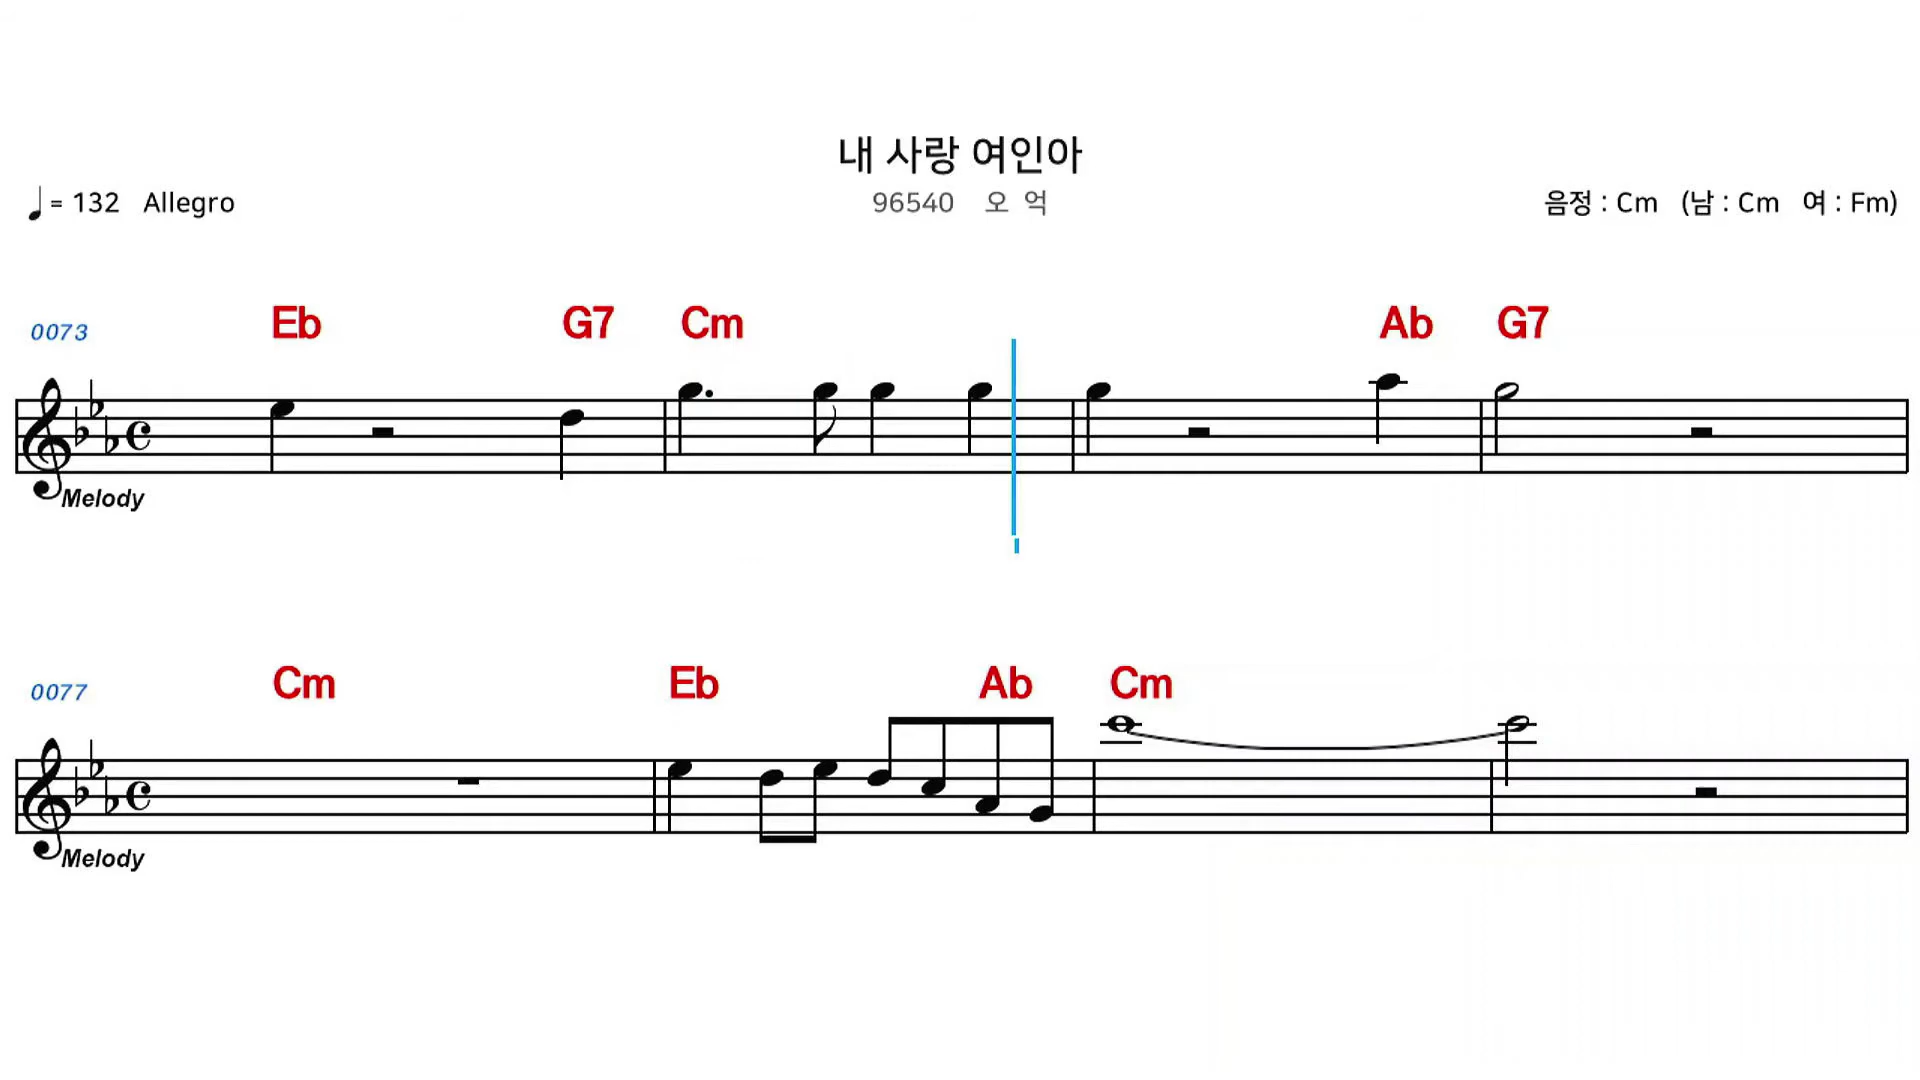 내 사랑 여인아
♩= 132 Allegro 96540 오 억 음정 : Cm (남 : Cm 여 : Fm)
0073 Eb G7 Cm Ab G7
Melody
0077 Cm Eb Ab Cm
Melody